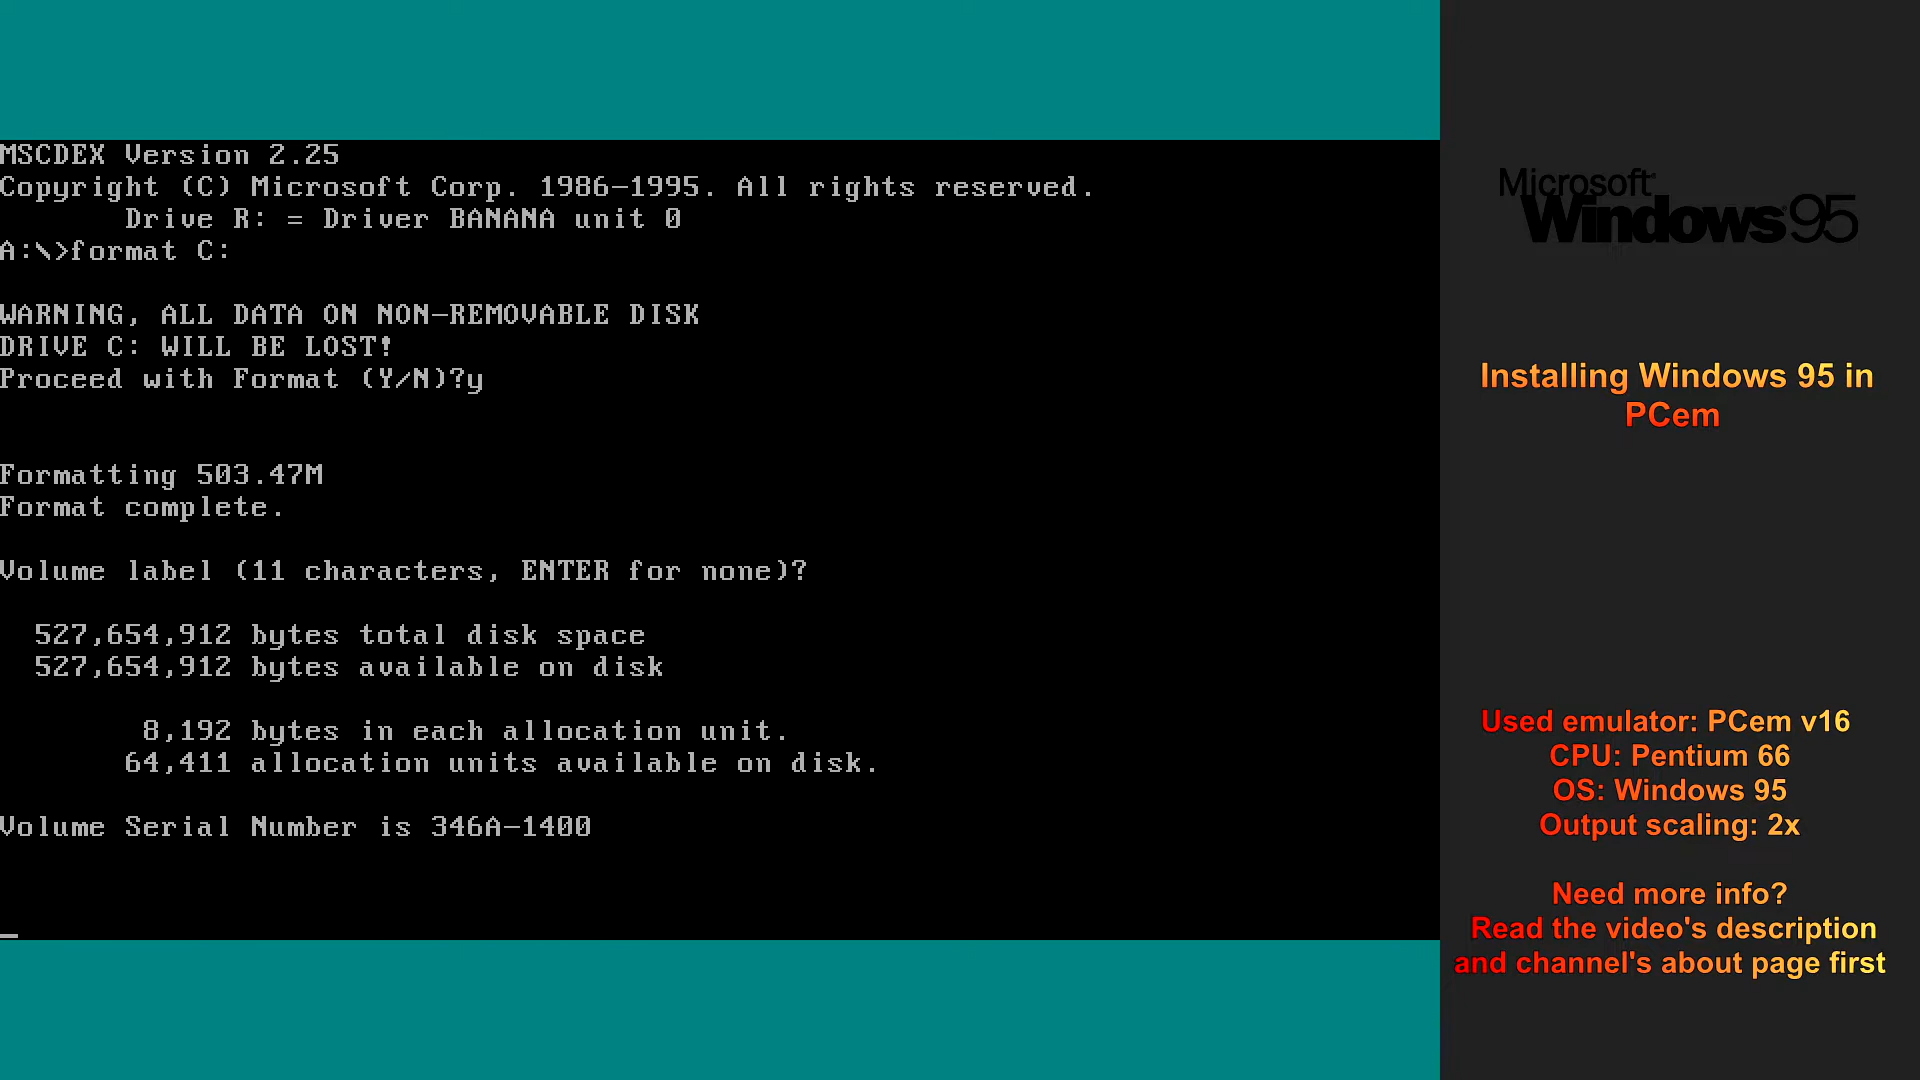 MSCDEX Version 2.25
Copyright (C) Microsoft Corp. 1986-1995. All rights reserved.
Drive R: = Driver BANANA unit 0
A:\>format C:
WARNING, ALL DATA ON NON-REMOVABLE DISK
DRIVE C: WILL BE LOST!
Proceed with Format (Y/N)?y
Formatting 503.47M
Format complete.
Volume label (11 characters, ENTER for none)?
527,654,912 bytes total disk space
527,654,912 bytes available on disk
8,192 bytes in each allocation unit.
64,411 allocation units available on disk.
Volume Serial Number is 346A-1400
Microsoft
Windows 95
Installing Windows 95 in
PCem
Used emulator: PCem v16
CPU: Pentium 66
OS: Windows 95
Output scaling: 2x
Need more info?
Read the video's description
and channel's about page first